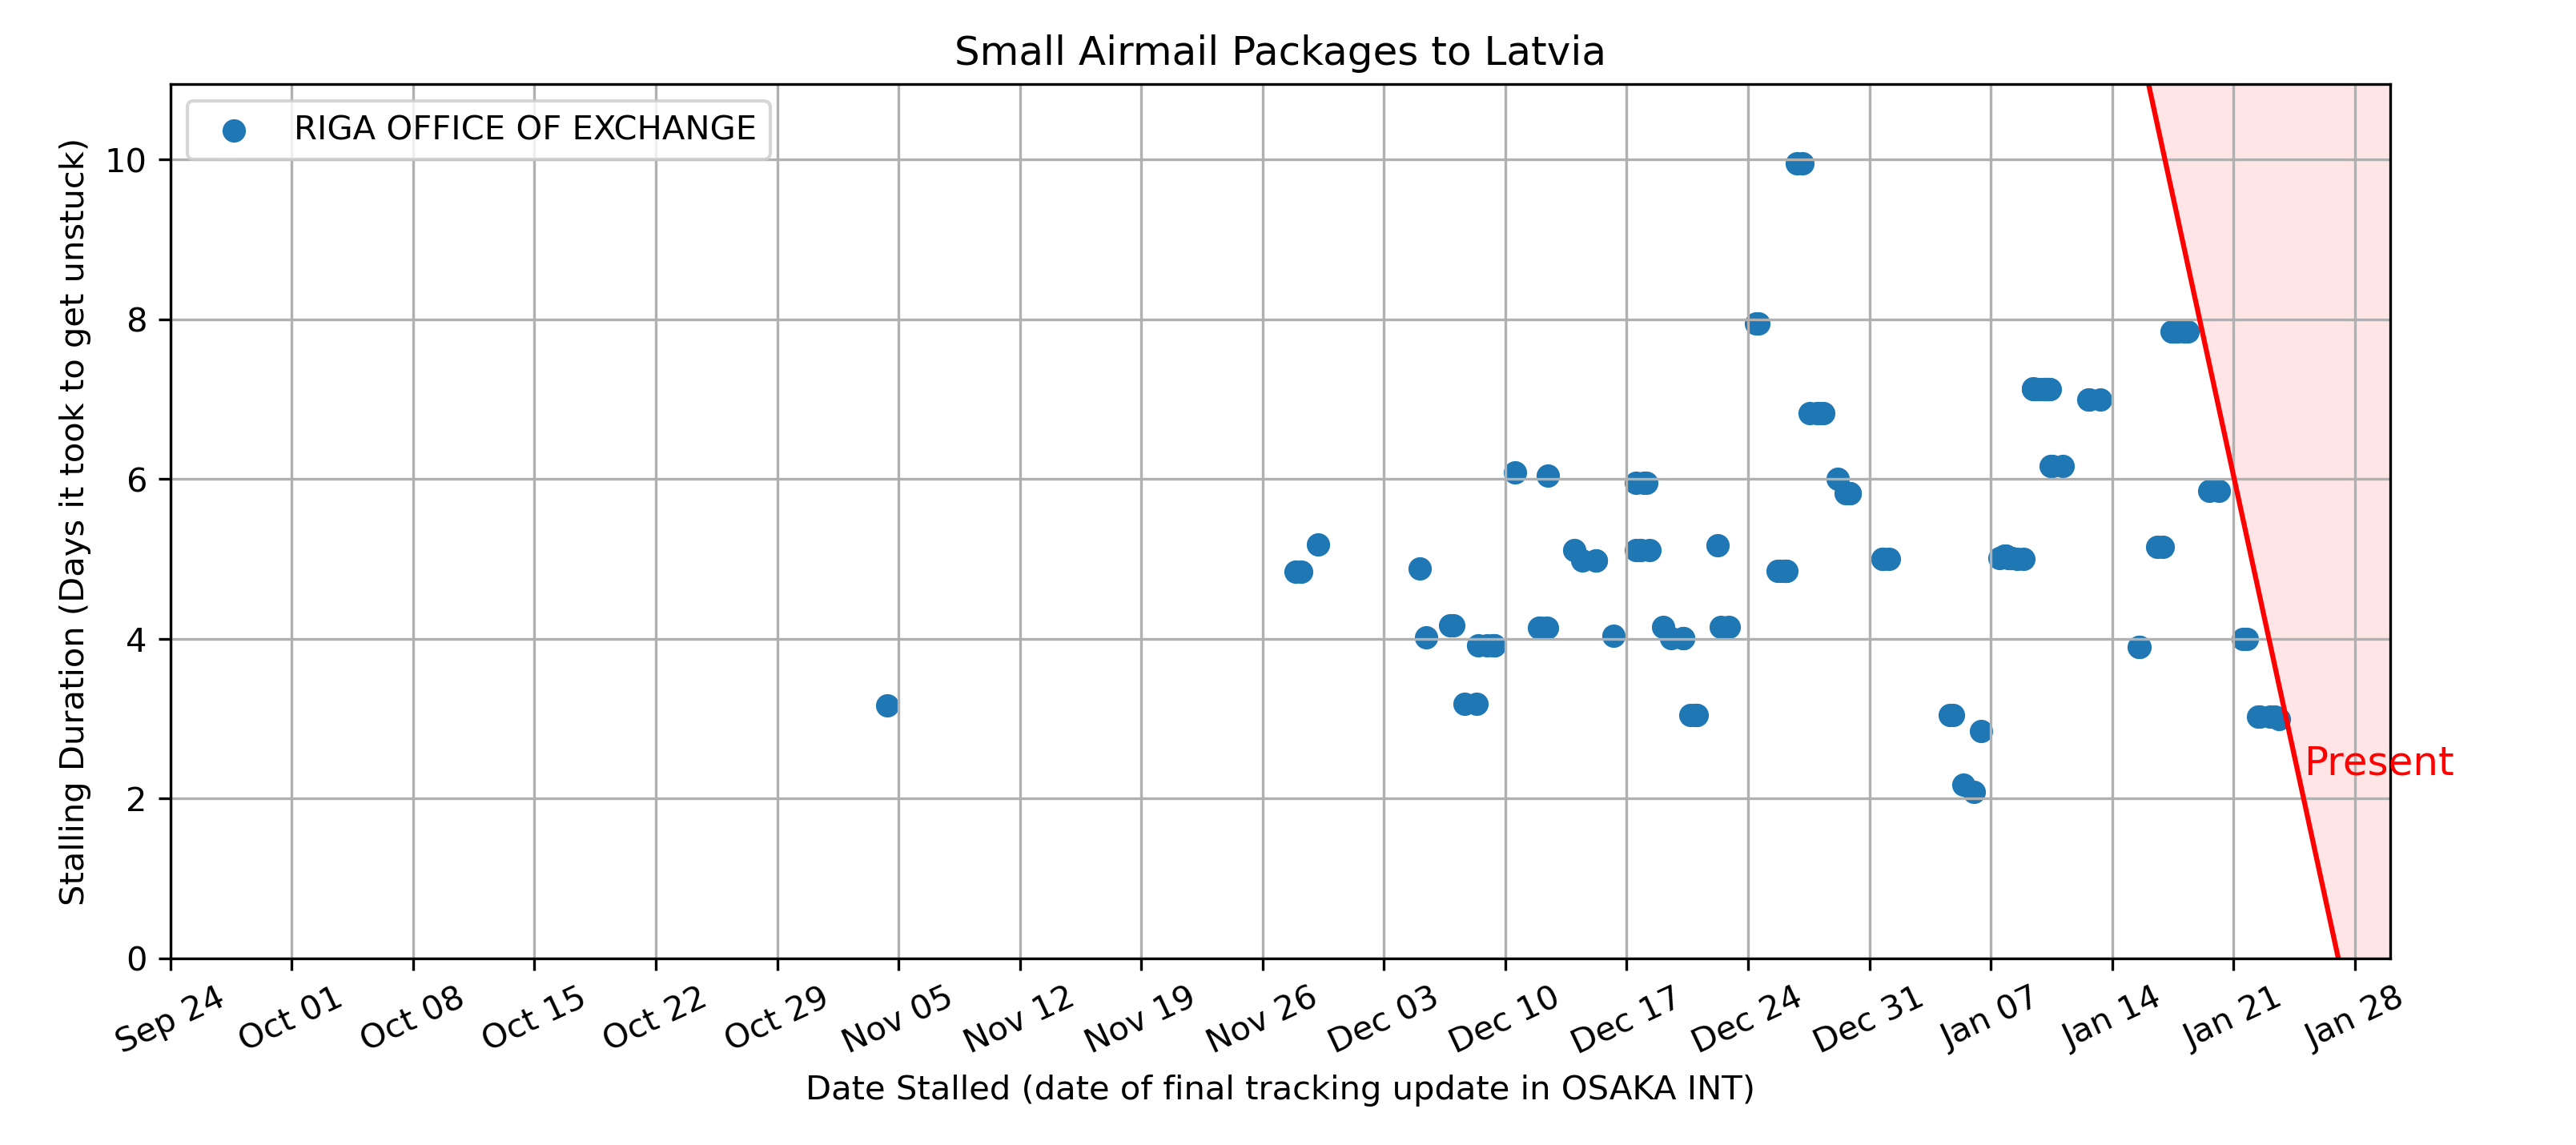 Small Airmail Packages to Latvia
RIGA OFFICE OF EXCHANGE
Stalling Duration (Days it took to get unstuck)
10
8
6
4
2
0
Present
Sep 24 Oct 01 Oct 08 Oct 15 Oct 22 Oct 29 Nov 05 Nov 12 Nov 19 Nov 26 Dec 03 Dec 10 Dec 17 Dec 24 Dec 31 Jan 07 Jan 14 Jan 21 Jan 28
Date Stalled (date of final tracking update in OSAKA INT)